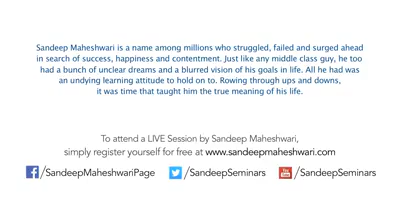 Sandeep Maheshwari is a name among millions who struggled, failed and surged ahead
in search of success, happiness and contentment. Just like any middle class guy, he too
had a bunch of unclear dreams and a blurred vision of his goals in life. All he had was
an undying learning attitude to hold on to. Rowing through ups and downs,
it was time that taught him the true meaning of his life.
To attend a LIVE Session by Sandeep Maheshwari,
simply register yourself for free at www.sandeepmaheshwari.com
/SandeepMaheshwariPage /SandeepSeminars /SandeepSeminars